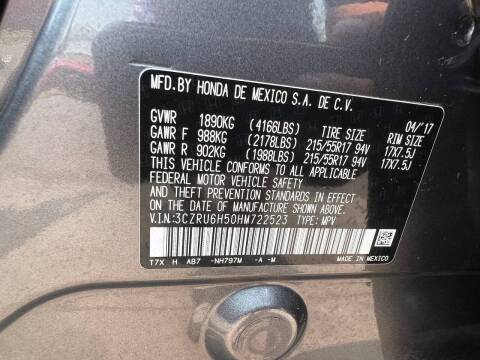 MFD.BY HONDA DE MEXICO S.A. DE C.V.
04/'17
GVWR 1890KG (4166LBS) TIRE SIZE RIM SIZE
GAWR F 988KG (2178LBS) 215/55R17 94V 17X7.5J
GAWR R 902KG (1988LBS) 215/55R17 94V 17X7.5J
THIS VEHICLE CONFORMS TO ALL APPLICABLE
FEDERAL MOTOR VEHICLE SAFETY
AND THEFT PREVENTION STANDARDS IN EFFECT
ON THE DATE OF MANUFACTURE SHOWN ABOVE.
V.I.N:3CZRU6H50HM722523 TYPE: MPV
T7X H AB7 -NH797M -A -M MADE IN MEXICO